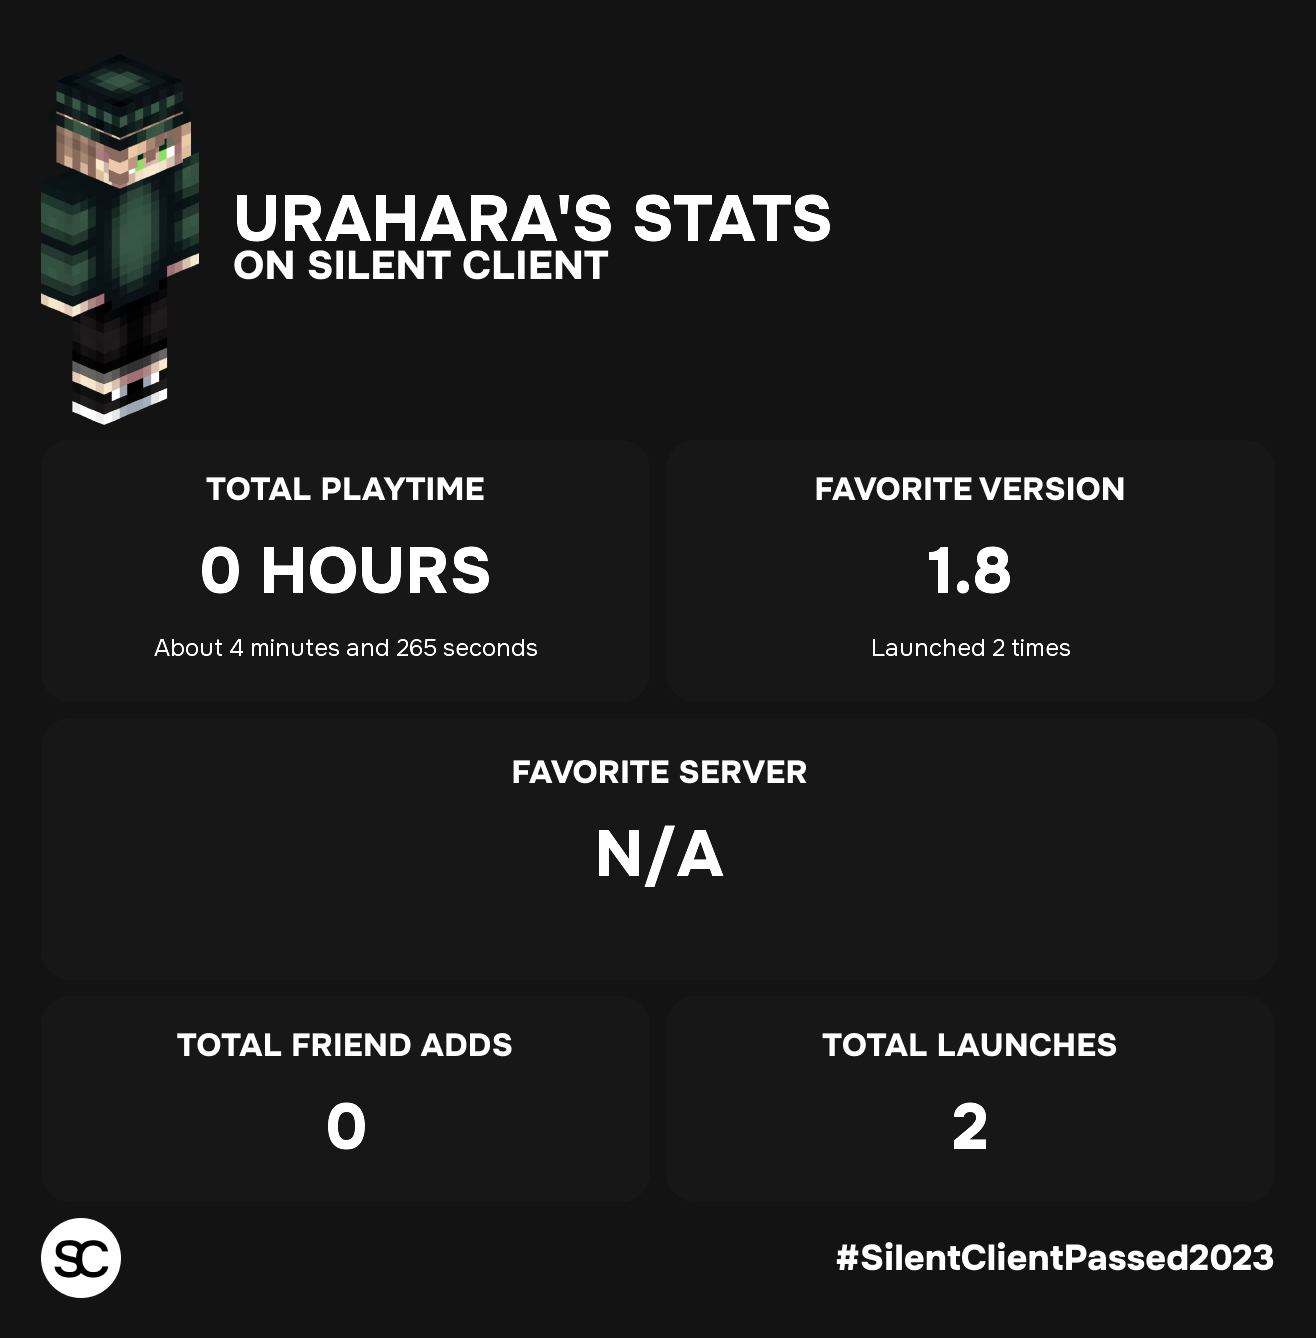 URAHARA'S STATS
ON SILENT CLIENT
TOTAL PLAYTIME
0 HOURS
About 4 minutes and 265 seconds
FAVORITE VERSION
1.8
Launched 2 times
FAVORITE SERVER
N/A
TOTAL FRIEND ADDS
0
TOTAL LAUNCHES
2
SC
#SilentClientPassed2023